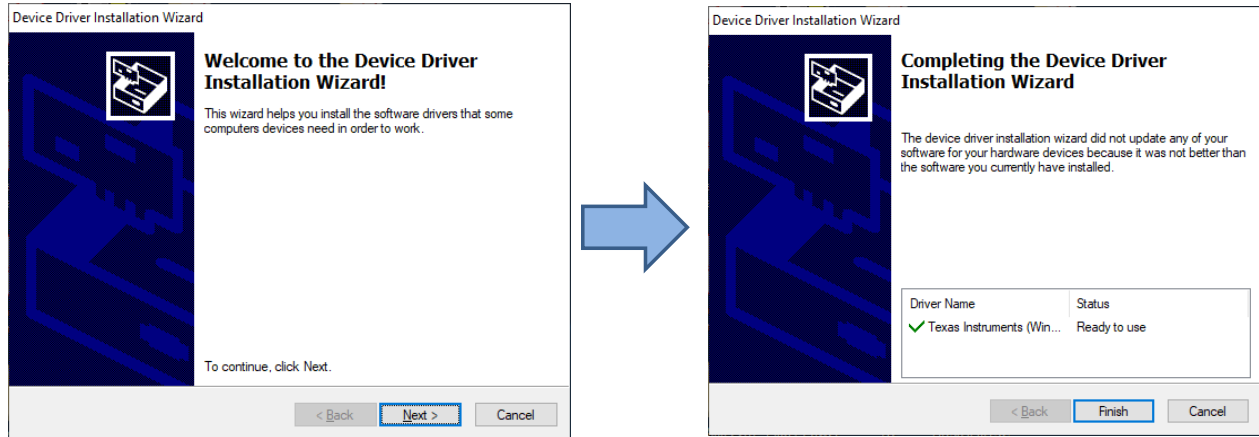 Device Driver Installation Wizard
Welcome to the Device Driver
Installation Wizard!
This wizard helps you install the software drivers that some
computers devices need in order to work.
To continue, click Next.
< Back
Next >
Cancel
Device Driver Installation Wizard
Completing the Device Driver
Installation Wizard
The device driver installation wizard did not update any of your
software for your hardware devices because it was not better than
the software you currently have installed.
Driver Name Status
Texas Instruments (Win... Ready to use
< Back
Finish
Cancel